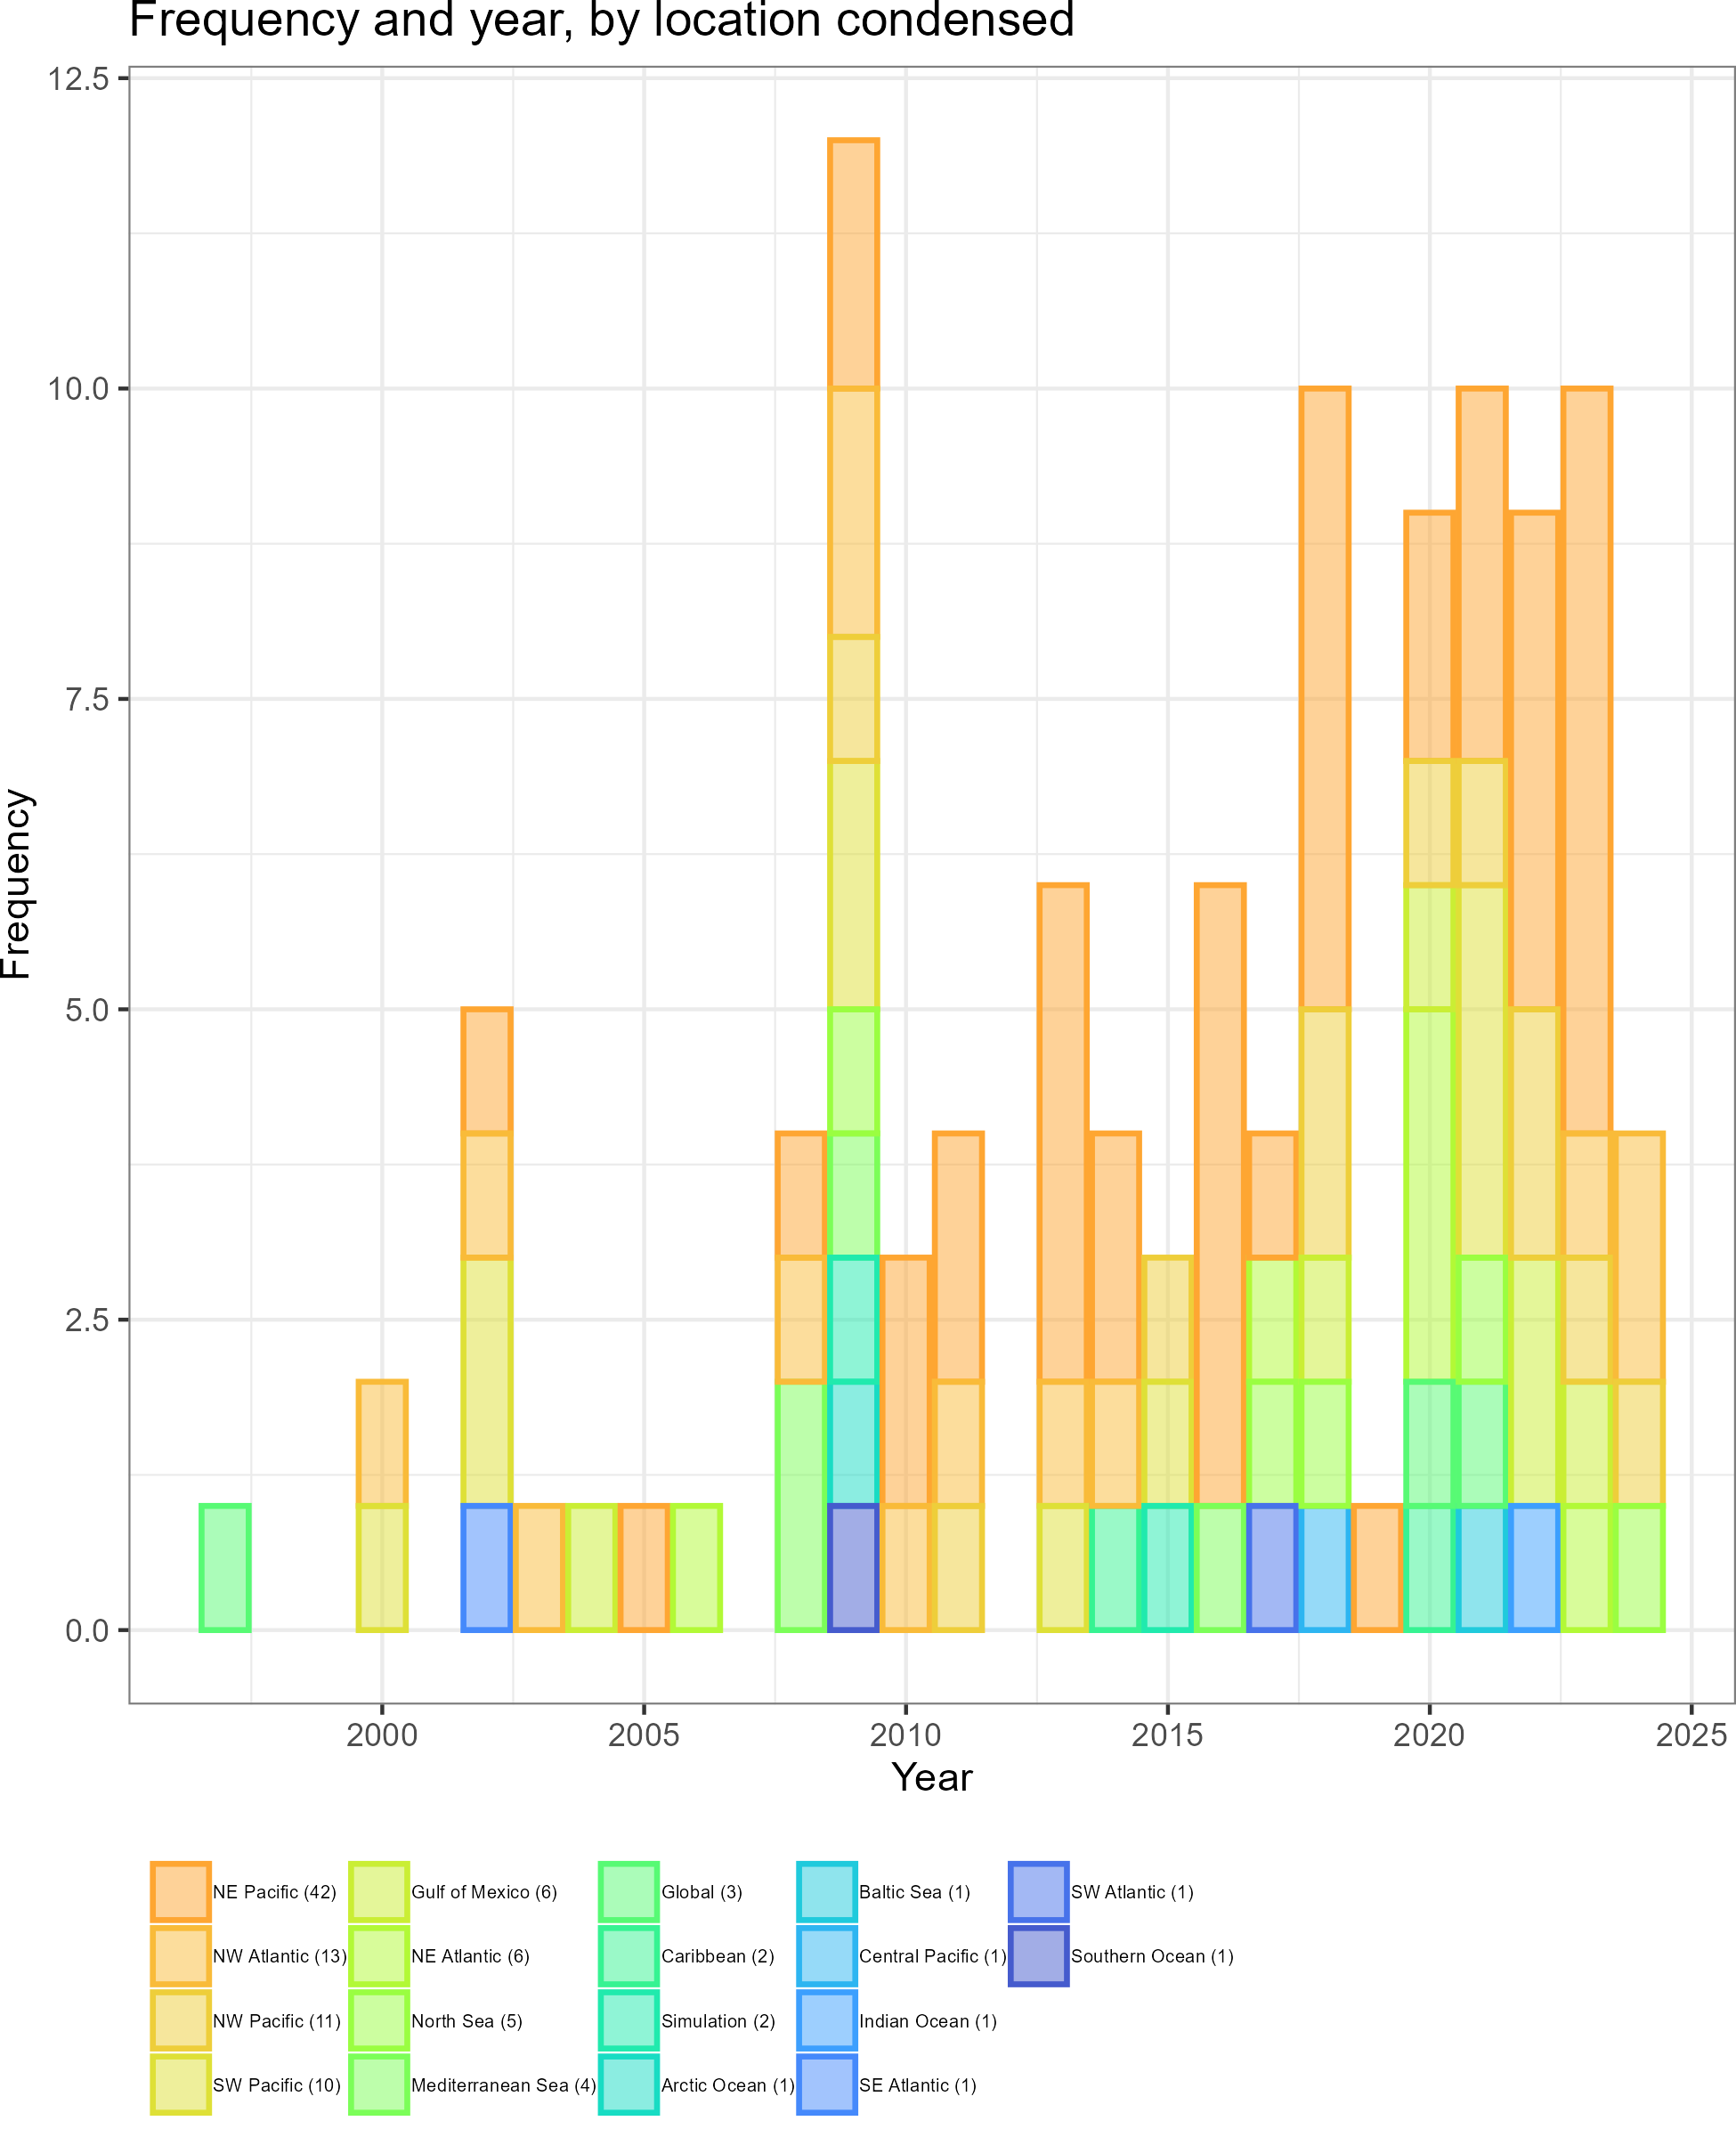 Frequency and year, by location condensed
12.5
10.0
7.5
5.0
2.5
0.0
Frequency
2000 2005 2010 2015 2020 2025
Year
NE Pacific (42) Gulf of Mexico (6) Global (3) Baltic Sea (1) SW Atlantic (1)
NW Atlantic (13) NE Atlantic (6) Caribbean (2) Central Pacific (1) Southern Ocean (1)
NW Pacific (11) North Sea (5) Simulation (2) Indian Ocean (1)
SW Pacific (10) Mediterranean Sea (4) Arctic Ocean (1) SE Atlantic (1)